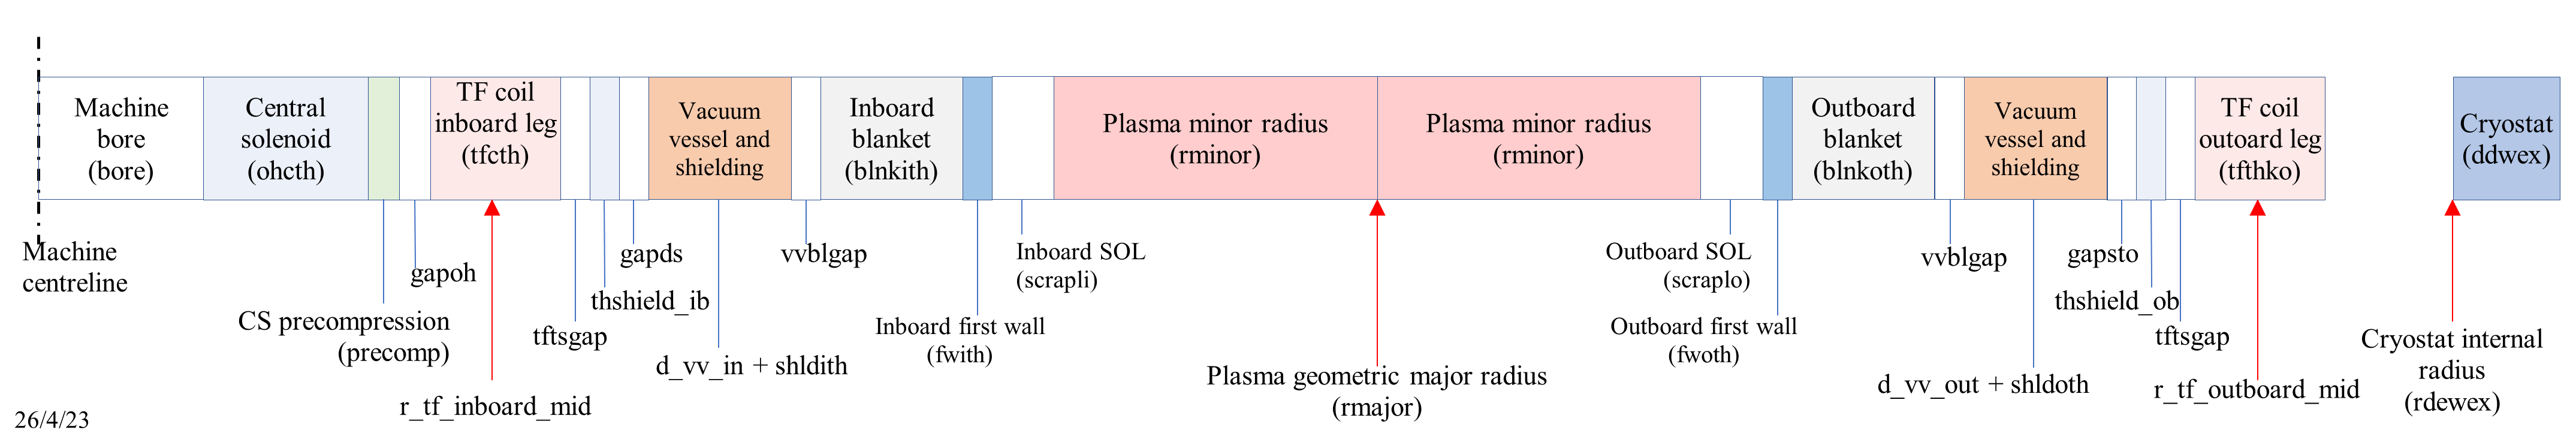 Machine
bore
(bore)
Central
solenoid
(ohcth)
TF coil
inboard leg
(tfcth)
Vacuum
vessel and
shielding
Inboard
blanket
(blnkith)
Plasma minor radius
(rminor)
Plasma minor radius
(rminor)
Outboard
blanket
(blnkoth)
Vacuum
vessel and
shielding
TF coil
outoard leg
(tfthko)
Cryostat
(ddwex)
Machine
centreline
gapoh
CS precompression
(precomp)
r_tf_inboard_mid
tftsgap
thshield_ib
gapds
d_vv_in + shldith
vvblgap
Inboard first wall
(fwith)
Inboard SOL
(scrapli)
Plasma geometric major radius
(rmajor)
Outboard SOL
(scraplo)
Outboard first wall
(fwoth)
vvblgap
d_vv_out + shldoth
gapsto
thshield_ob
tftsgap
r_tf_outboard_mid
Cryostat internal
radius
(rdewex)
26/4/23